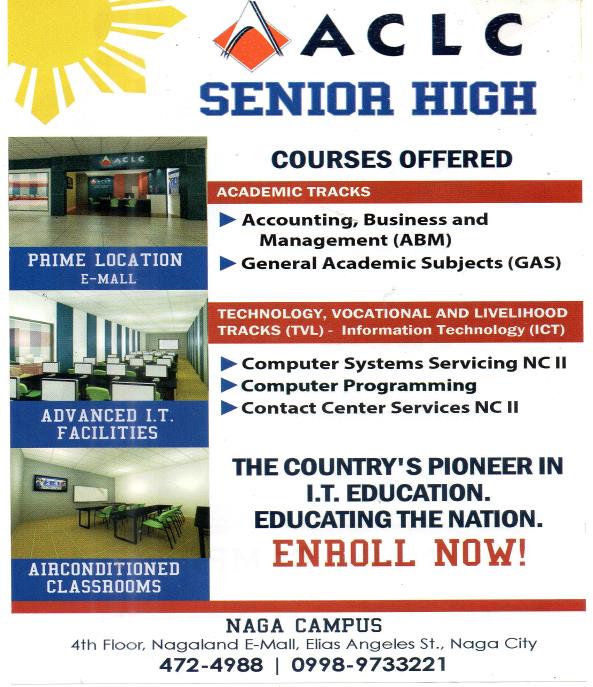 ACLC
SENIOR HIGH
COURSES OFFERED
ACADEMIC TRACKS
Accounting, Business and
Management (ABM)
General Academic Subjects (GAS)
TECHNOLOGY, VOCATIONAL AND LIVELIHOOD
TRACKS (TVL) - Information Technology (ICT)
Computer Systems Servicing NC II
Computer Programming
Contact Center Services NC II
ACLC
PRIME LOCATION
E-MALL
ADVANCED I.T.
FACILITIES
AIRCONDITIONED
CLASSROOMS
THE COUNTRY'S PIONEER IN
I.T. EDUCATION.
EDUCATING THE NATION.
ENROLL NOW!
NAGA CAMPUS
4th Floor, Nagaland E-Mall, Elias Angeles St., Naga City
472-4988 | 0998-9733221